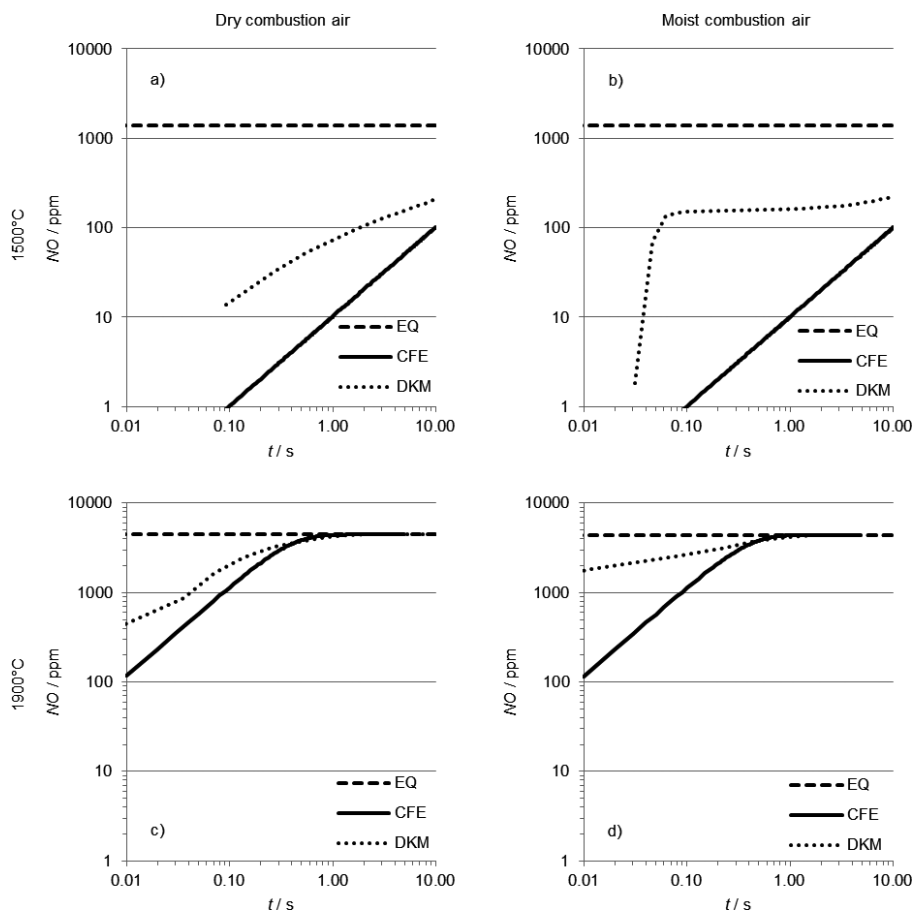 Dry combustion air
Moist combustion air
1500°C
NO / ppm
10000
1000
100
10
1
a)
EQ
CFE
DKM
0.01 0.10 1.00 10.00
t / s
NO / ppm
10000
1000
100
10
1
b)
EQ
CFE
DKM
0.01 0.10 1.00 10.00
t / s
1900°C
NO / ppm
10000
1000
100
10
1
EQ
CFE
DKM
c)
0.01 0.10 1.00 10.00
t / s
NO / ppm
10000
1000
100
10
1
EQ
CFE
DKM
d)
0.01 0.10 1.00 10.00
t / s